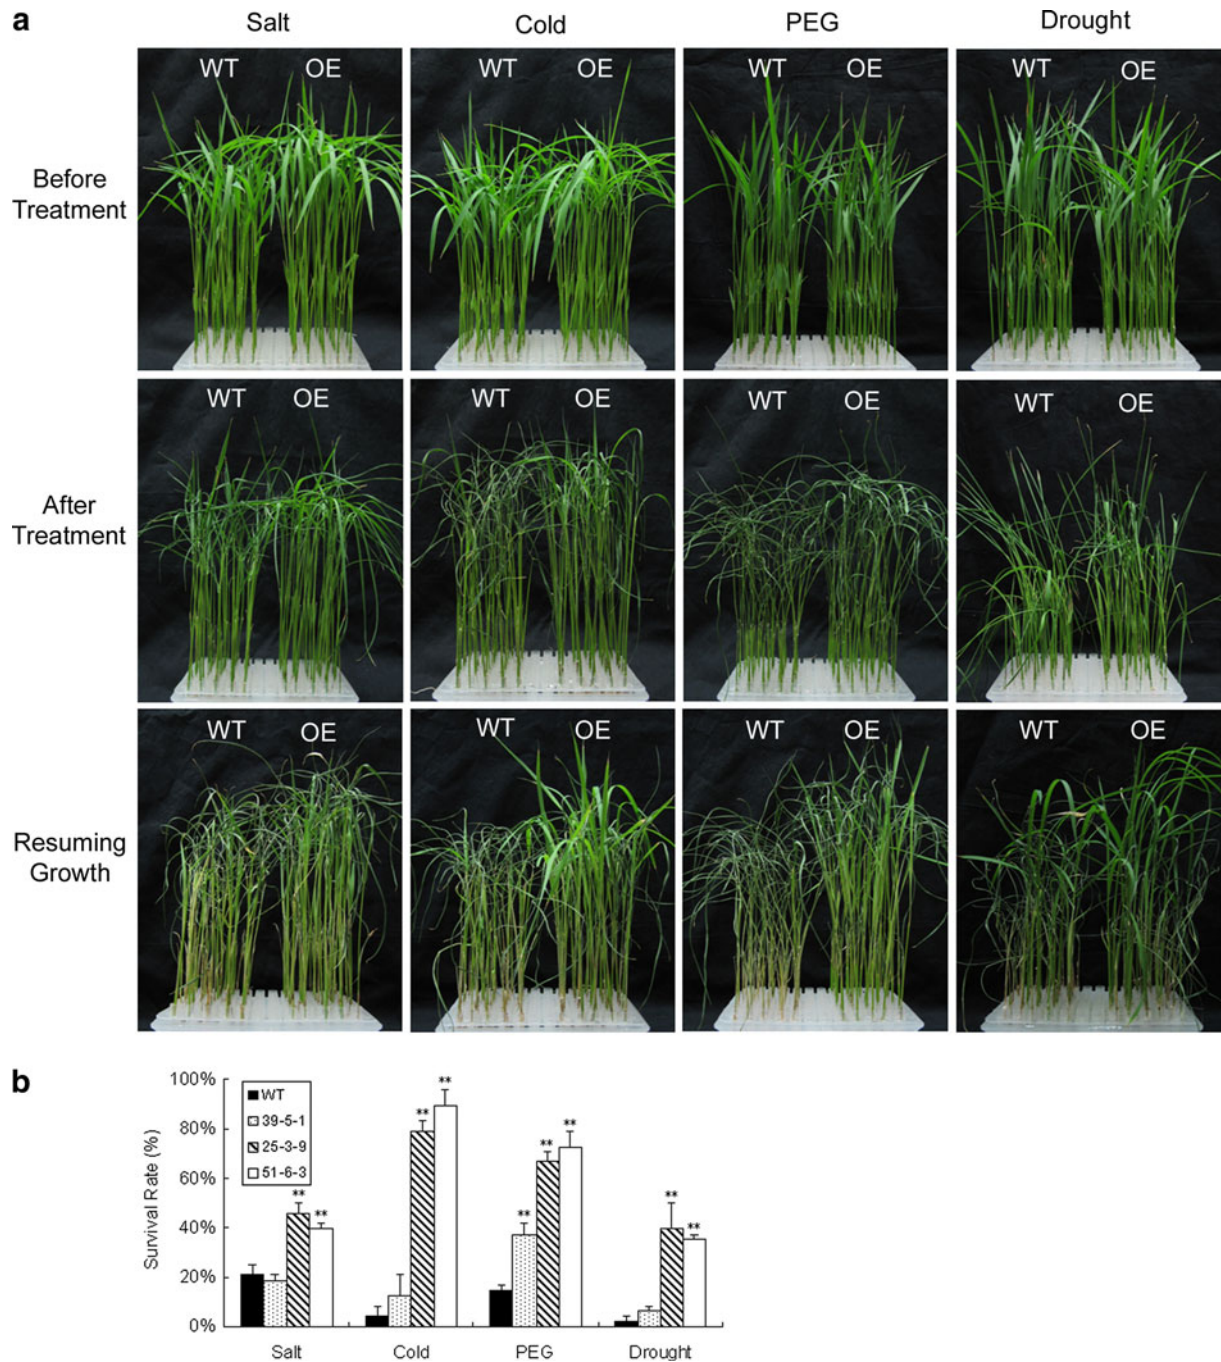 a
Salt Cold PEG Drought
WT OE WT OE WT OE WT OE
Before
Treatment
WT OE WT OE WT OE WT OE
After
Treatment
WT OE WT OE WT OE WT OE
Resuming
Growth
b
Survival Rate (%)
100%
80%
60%
40%
20%
0%
WT
39-5-1
25-3-9
51-6-3
** ** ** ** ** ** ** ** **
Salt Cold PEG Drought